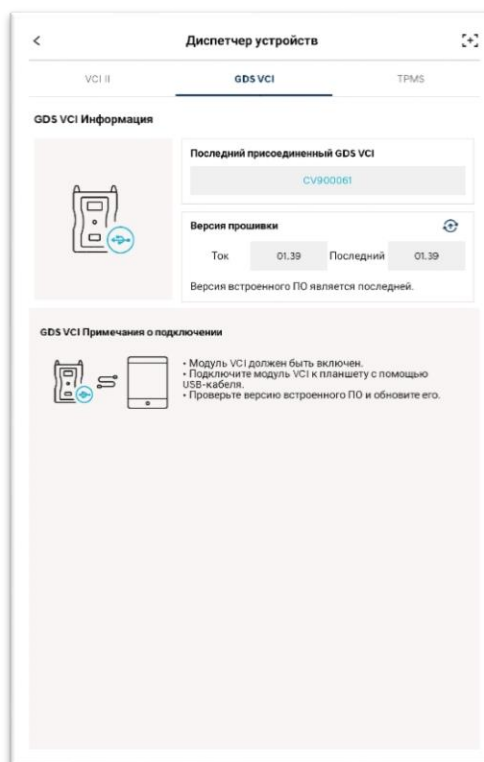 Диспетчер устройств
VCI II GDS VCI TPMS
GDS VCI Информация
Последний присоединенный GDS VCI
CV900061
Версия прошивки
Ток 01.39 Последний 01.39
Версия встроенного ПО является последней.
GDS VCI Примечания о подключении
• Модуль VCI должен быть включен.
• Подключите модуль VCI к планшету с помощью
USB-кабеля.
• Проверьте версию встроенного ПО и обновите его.